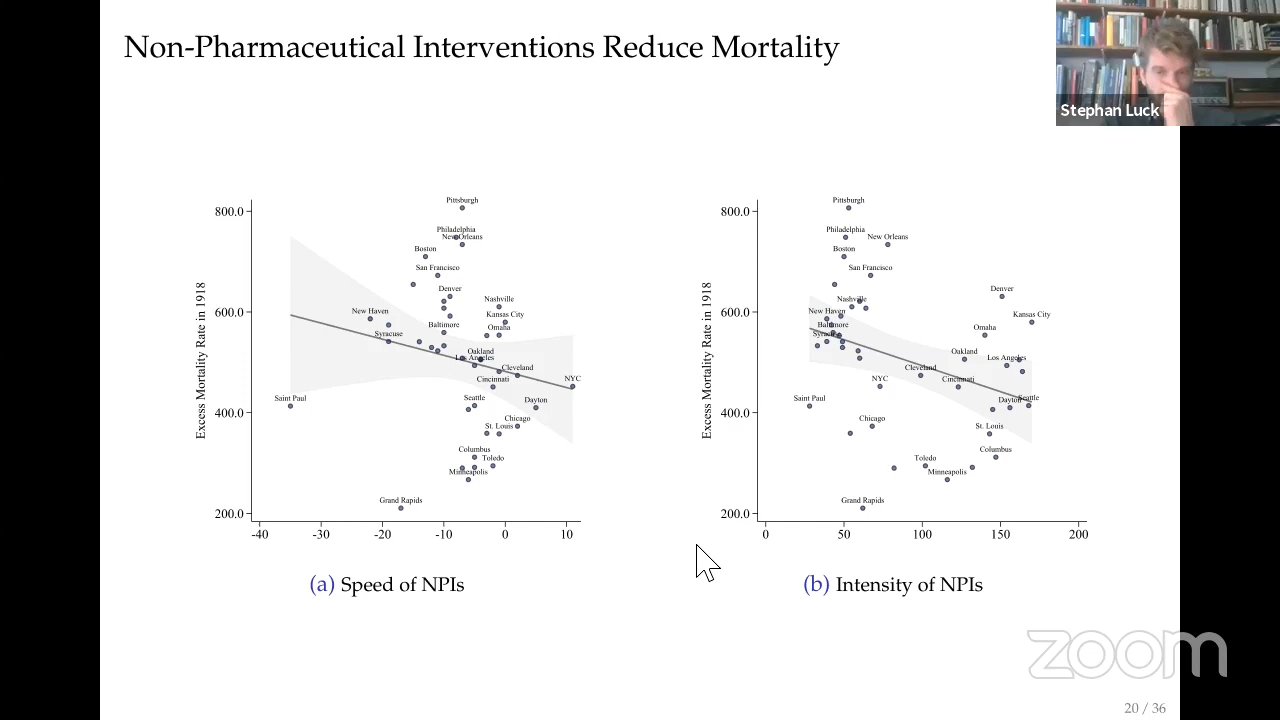 Non-Pharmaceutical Interventions Reduce Mortality
Stephan Luck
Excess Mortality Rate in 1918
800.0
600.0
400.0
200.0
Pittsburgh
Philadelphia
New Orleans
Boston
San Francisco
Denver
Nashville
New Haven
Kansas City
Baltimore
Omaha
Syracuse
Oakland
Los Angeles
Cleveland
Cincinnati
NYC
Saint Paul
Seattle
Dayton
Chicago
St. Louis
Columbus
Toledo
Minneapolis
Grand Rapids
-40 -30 -20 -10 0 10
(a) Speed of NPIs
Excess Mortality Rate in 1918
800.0
600.0
400.0
200.0
Pittsburgh
Philadelphia
New Orleans
Boston
San Francisco
Denver
Nashville
New Haven
Kansas City
Baltimore
Omaha
Syracuse
Oakland
Los Angeles
Cleveland
NYC
Cincinnati
Saint Paul
Dayton
Seattle
Chicago
St. Louis
Columbus
Toledo
Minneapolis
Grand Rapids
0 50 100 150 200
(b) Intensity of NPIs
zoom
20 / 36